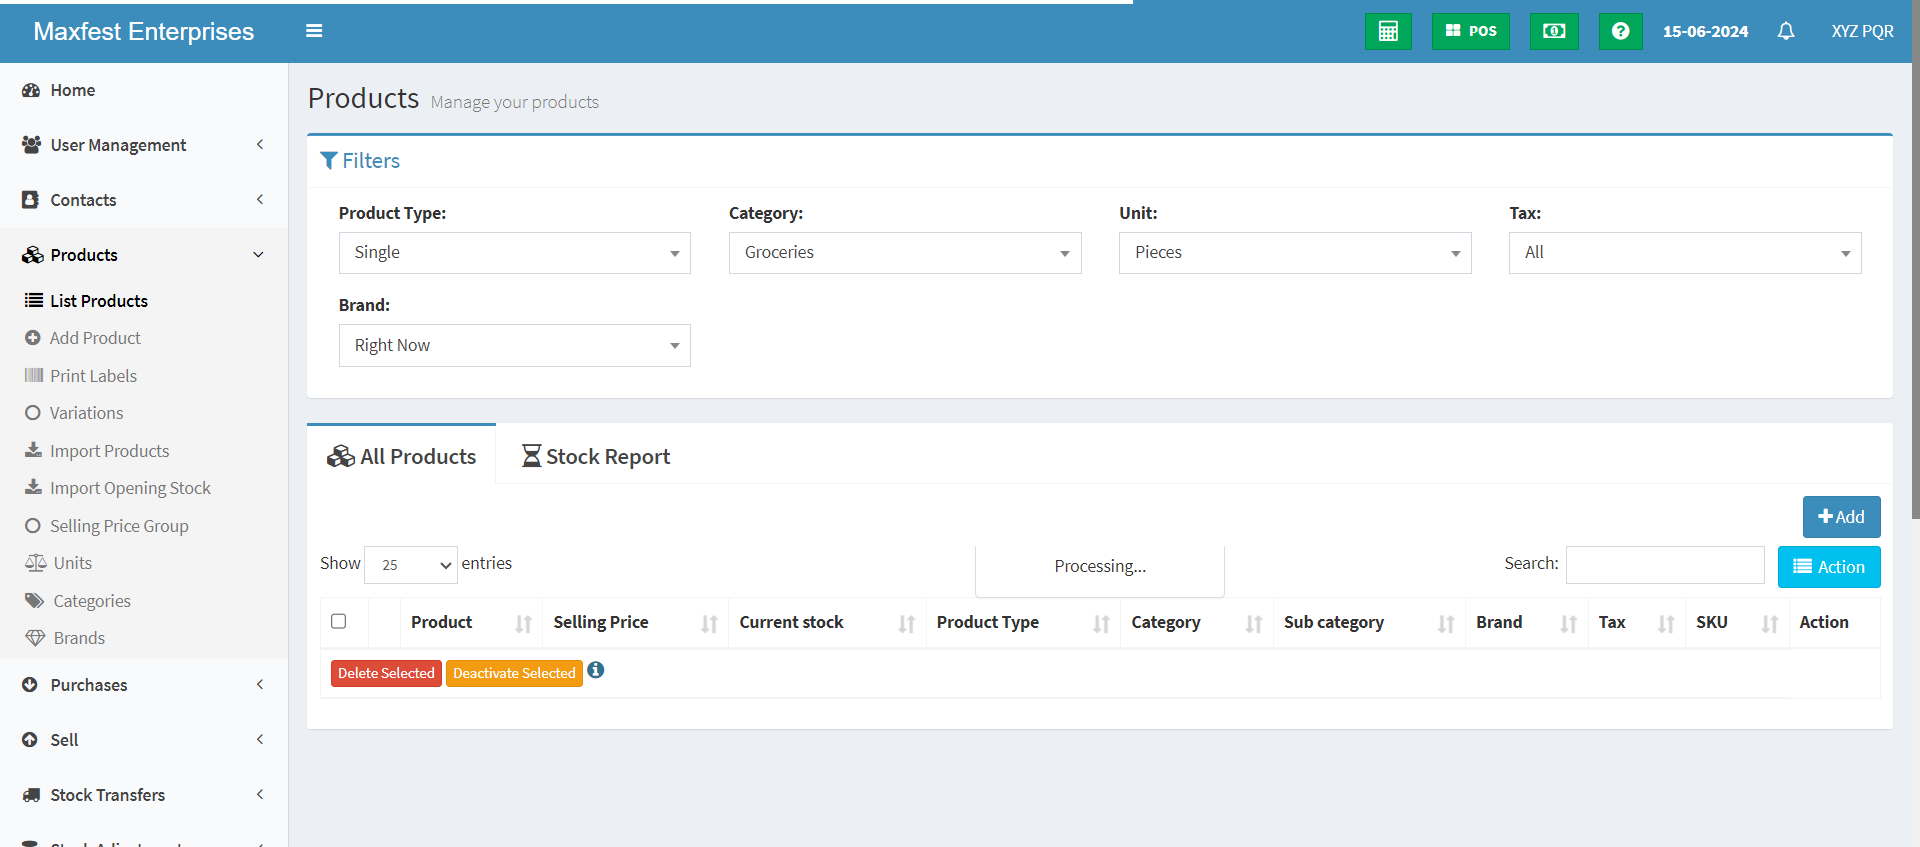 Maxfest Enterprises
POS
15-06-2024
XYZ PQR
Home
User Management
Contacts
Products
List Products
Add Product
Print Labels
Variations
Import Products
Import Opening Stock
Selling Price Group
Units
Categories
Brands
Purchases
Sell
Stock Transfers
Products Manage your products
Filters
Product Type: Category: Unit: Tax:
Single Groceries Pieces All
Brand:
Right Now
All Products Stock Report
Add
Show 25 entries Processing... Search: Action
Product Selling Price Current stock Product Type Category Sub category Brand Tax SKU Action
Delete Selected Deactivate Selected